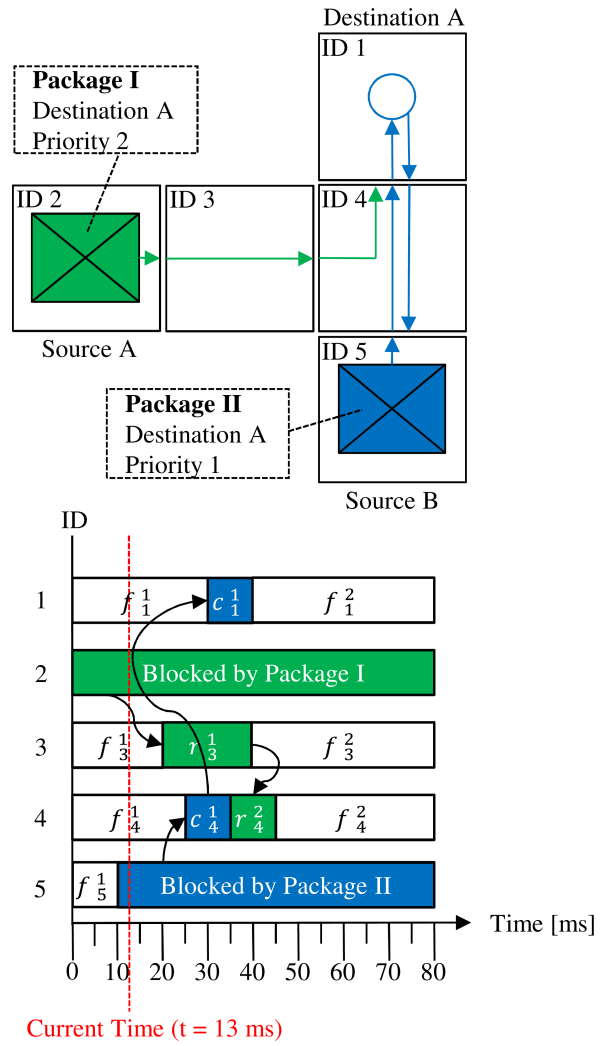 Destination A
ID 1
Package I
Destination A
Priority 2
ID 2
ID 3
ID 4
Source A
ID 5
Package II
Destination A
Priority 1
Source B
ID
1
f 1 1
c 1 1
f 2 1
2
Blocked by Package I
3
f 1 3
r 1 3
f 2 3
4
f 1 4
c 1 4
r 2 4
f 2 4
5
f 1 5
Blocked by Package II
Time [ms]
0 10 20 30 40 50 60 70 80
Current Time (t = 13 ms)